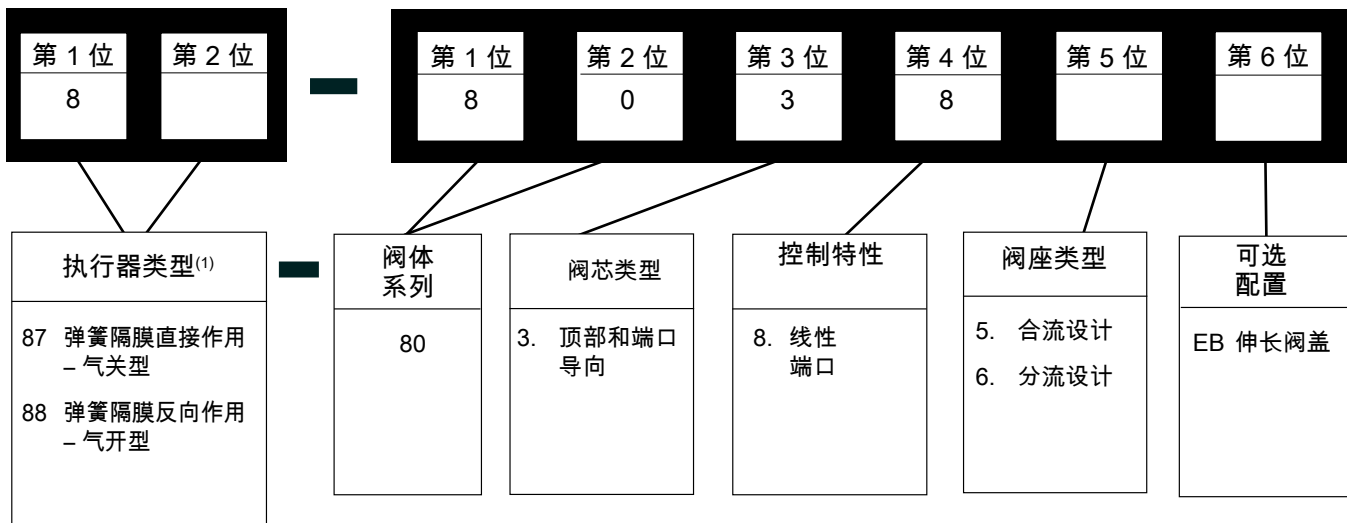 第 1 位
第 2 位
第 1 位
第 2 位
第 3 位
第 4 位
第 5 位
第 6 位
8
8
0
3
8
执行器类型(1)
87 弹簧隔膜直接作用
– 气关型
88 弹簧隔膜反向作用
– 气开型
阀体
系列
80
阀芯类型
3. 顶部和端口
导向
控制特性
8. 线性
端口
阀座类型
5. 合流设计
6. 分流设计
可选
配置
EB 伸长阀盖